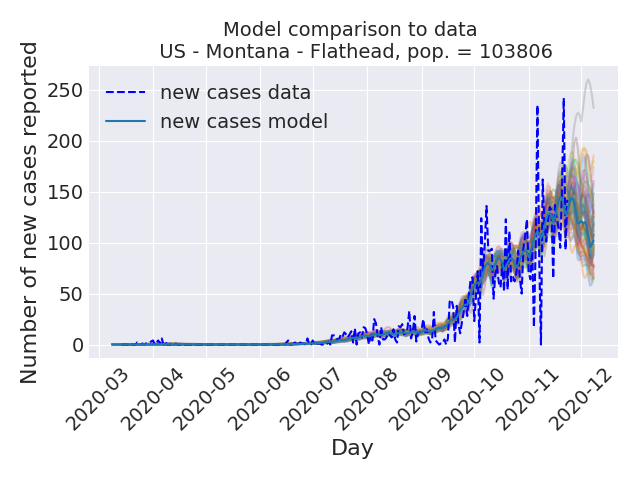 Model comparison to data
US - Montana - Flathead, pop. = 103806
Number of new cases reported
250
200
150
100
50
0
new cases data
new cases model
2020-03
2020-04
2020-05
2020-06
2020-07
2020-08
2020-09
2020-10
2020-11
2020-12
Day